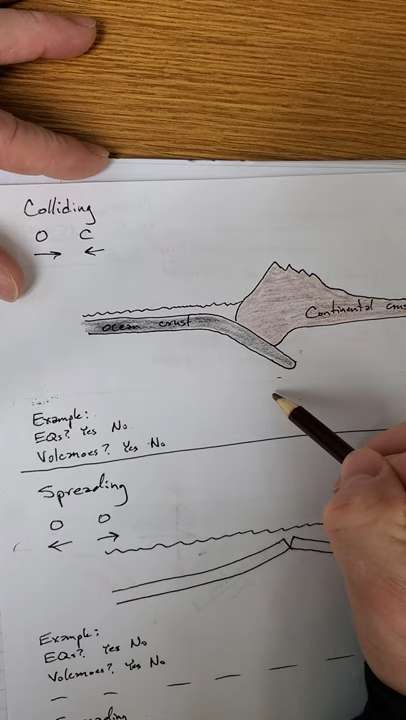 Colliding
O C
Continental
ocean crust
Example:
EQs? Yes No
Volcanoes? Yes No
Spreading
O O
Example:
EQs? Yes No
Volcanoes? Yes No